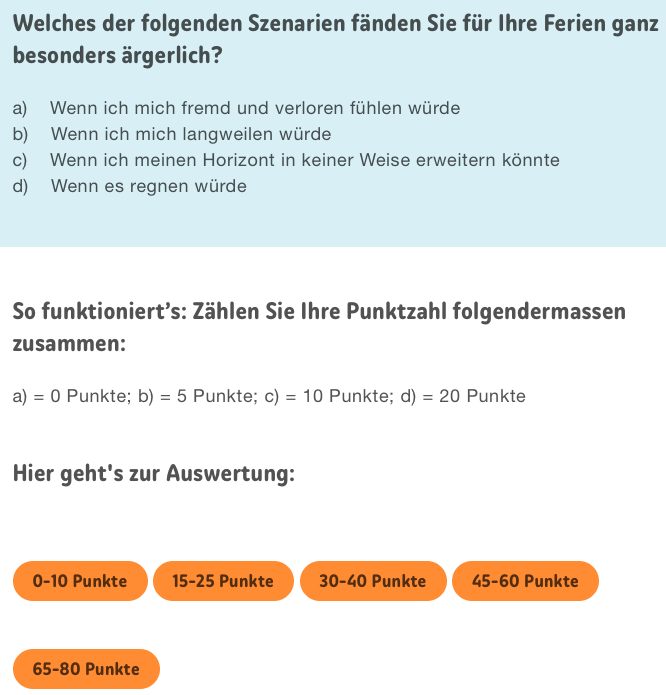 Welches der folgenden Szenarien fänden Sie für Ihre Ferien ganz
besonders ärgerlich?
a) Wenn ich mich fremd und verloren fühlen würde
b) Wenn ich mich langweilen würde
c) Wenn ich meinen Horizont in keiner Weise erweitern könnte
d) Wenn es regnen würde
So funktioniert’s: Zählen Sie Ihre Punktzahl folgendermassen
zusammen:
a) = 0 Punkte; b) = 5 Punkte; c) = 10 Punkte; d) = 20 Punkte
Hier geht's zur Auswertung:
0-10 Punkte 15-25 Punkte 30-40 Punkte 45-60 Punkte
65-80 Punkte